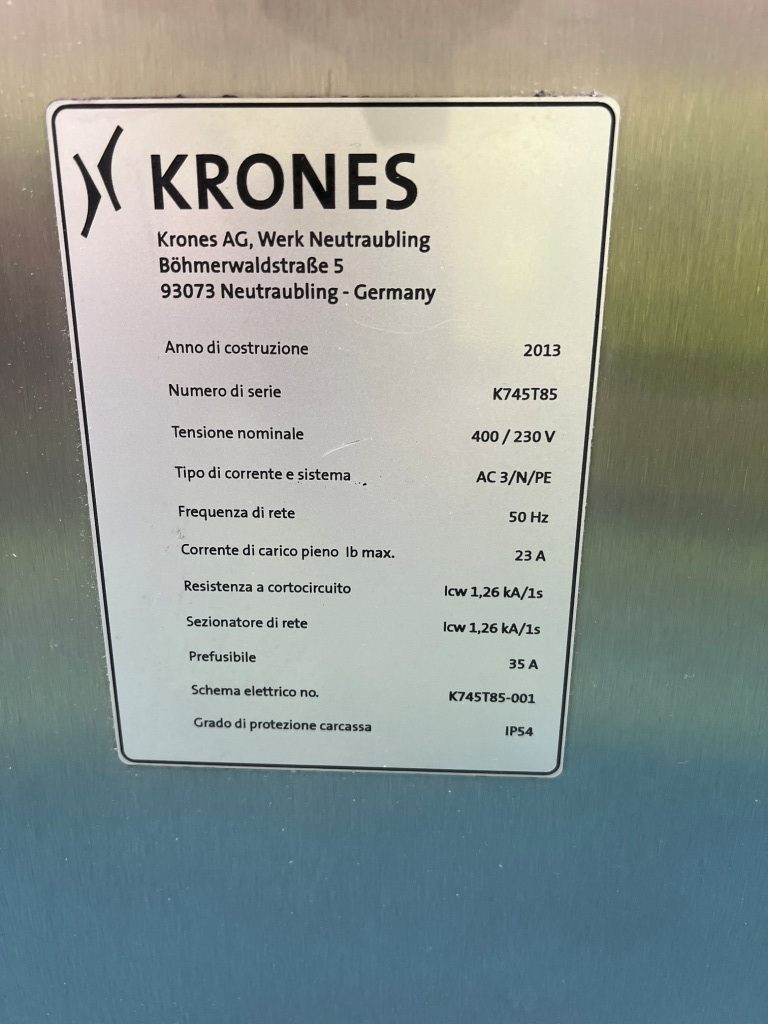 KRONES
Krones AG, Werk Neutraubling
Böhmerwaldstraße 5
93073 Neutraubling - Germany
Anno di costruzione 2013
Numero di serie K745T85
Tensione nominale 400 / 230 V
Tipo di corrente e sistema AC 3/N/PE
Frequenza di rete 50 Hz
Corrente di carico pieno Ib max. 23 A
Resistenza a cortocircuito Icw 1,26 kA/1s
Sezionatore di rete Icw 1,26 kA/1s
Prefusibile 35 A
Schema elettrico no. K745T85-001
Grado di protezione carcassa IP54